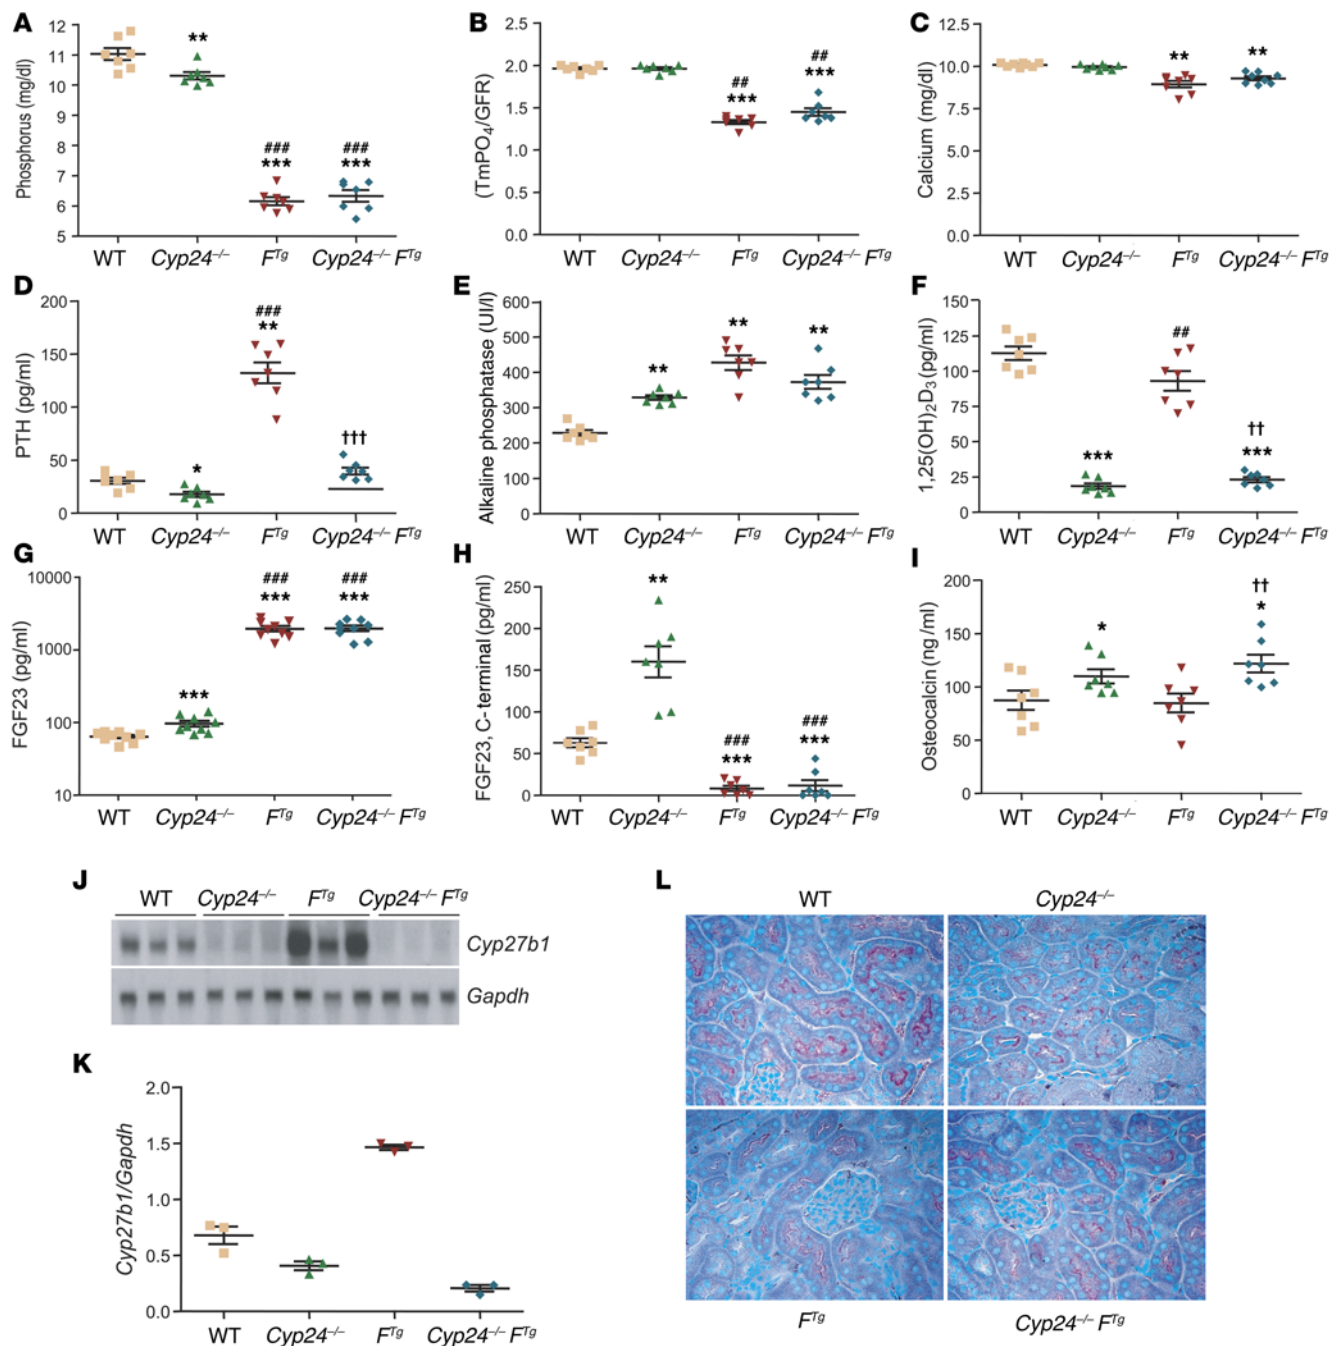 A
Phosphorus (mg/dl)
12
11
10
9
8
7
6
5
**
###
***
###
***
WT
Cyp24⁻/⁻
Fᵀᵍ
Cyp24⁻/⁻ Fᵀᵍ
B
(TmPO₄/GFR)
2.5
2.0
1.5
1.0
0.5
0.0
##
***
##
***
WT
Cyp24⁻/⁻
Fᵀᵍ
Cyp24⁻/⁻ Fᵀᵍ
C
Calcium (mg/dl)
12.5
10.0
7.5
5.0
2.5
0.0
**
**
WT
Cyp24⁻/⁻
Fᵀᵍ
Cyp24⁻/⁻ Fᵀᵍ
D
PTH (pg/ml)
200
150
100
50
0
*
###
**
†††
WT
Cyp24⁻/⁻
Fᵀᵍ
Cyp24⁻/⁻ Fᵀᵍ
E
Alkaline phosphatase (UI/l)
600
500
400
300
200
100
0
**
**
**
WT
Cyp24⁻/⁻
Fᵀᵍ
Cyp24⁻/⁻ Fᵀᵍ
F
1,25(OH)₂D₃ (pg/ml)
150
125
100
75
50
25
0
***
##
††
***
WT
Cyp24⁻/⁻
Fᵀᵍ
Cyp24⁻/⁻ Fᵀᵍ
G
FGF23 (pg/ml)
10000
1000
100
10
***
###
***
###
***
WT
Cyp24⁻/⁻
Fᵀᵍ
Cyp24⁻/⁻ Fᵀᵍ
H
FGF23, C- terminal (pg/ml)
250
200
150
100
50
0
**
###
***
###
***
WT
Cyp24⁻/⁻
Fᵀᵍ
Cyp24⁻/⁻ Fᵀᵍ
I
Osteocalcin (ng/ml)
200
150
100
50
0
*
††
*
WT
Cyp24⁻/⁻
Fᵀᵍ
Cyp24⁻/⁻ Fᵀᵍ
J
WT
Cyp24⁻/⁻
Fᵀᵍ
Cyp24⁻/⁻ Fᵀᵍ
Cyp27b1
Gapdh
K
Cyp27b1/Gapdh
2.0
1.5
1.0
0.5
0.0
WT
Cyp24⁻/⁻
Fᵀᵍ
Cyp24⁻/⁻ Fᵀᵍ
L
WT
Cyp24⁻/⁻
Fᵀᵍ
Cyp24⁻/⁻ Fᵀᵍ